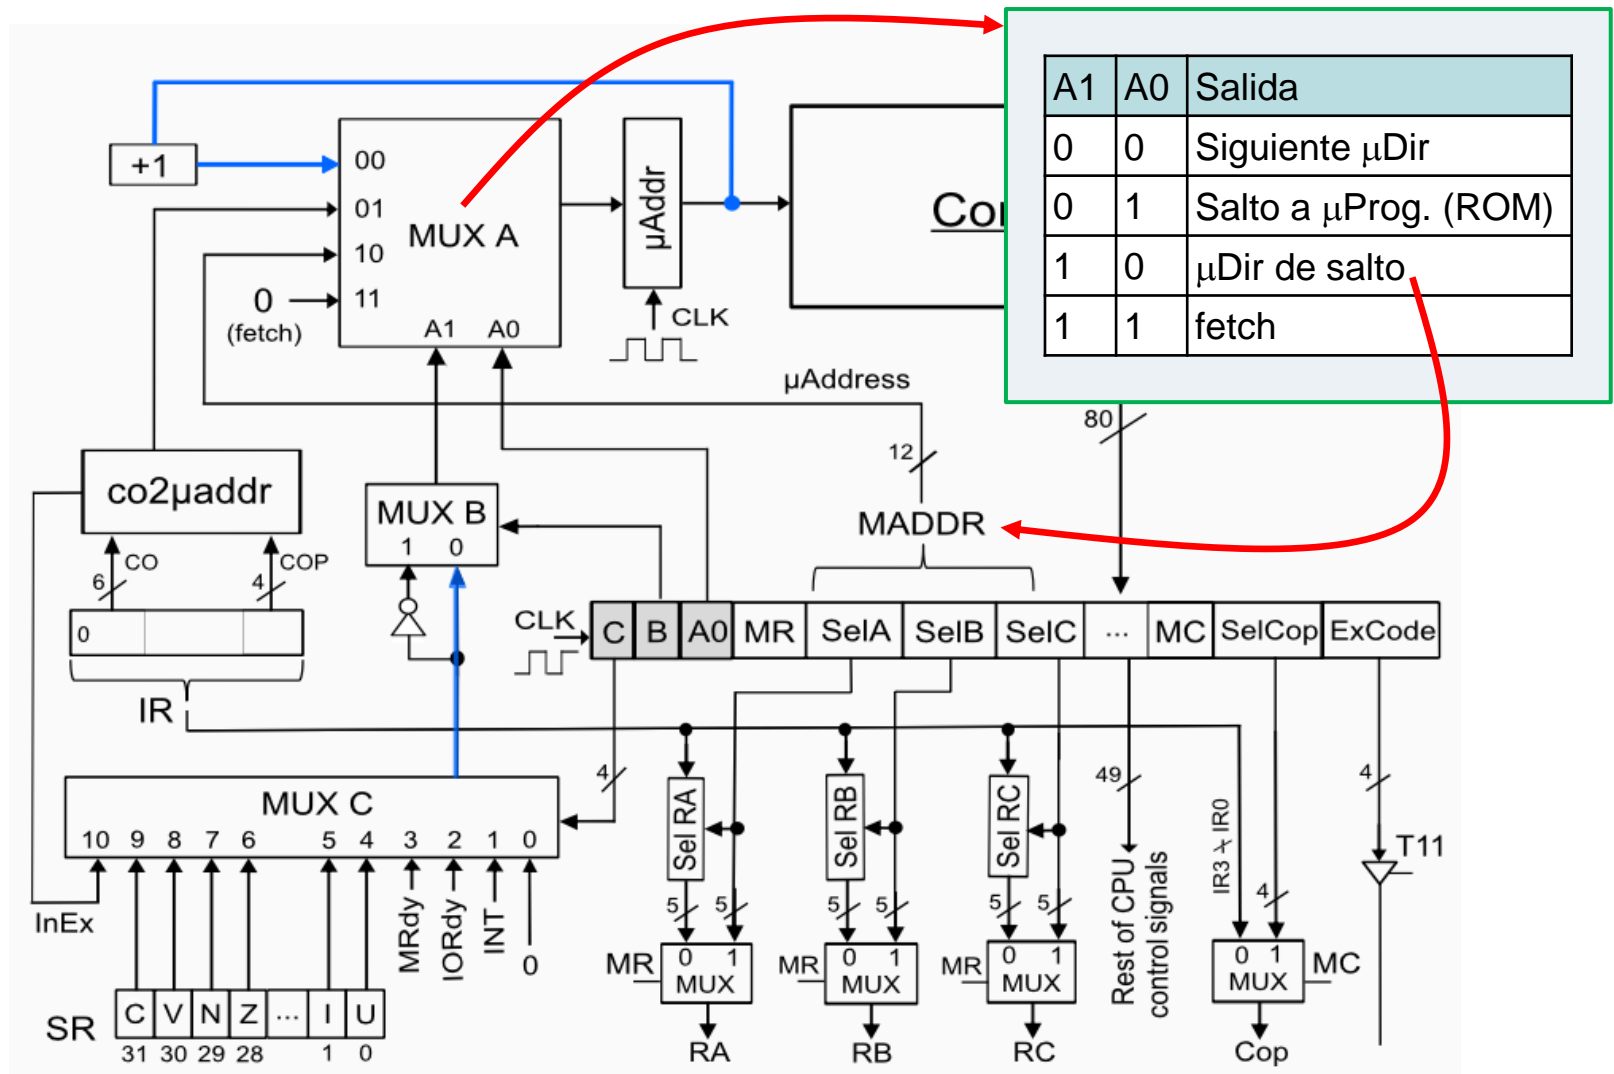 A1 A0 Salida
0 0 Siguiente μDir
0 1 Salto a μProg. (ROM)
1 0 μDir de salto
1 1 fetch
+1
00
01
10
11
MUX A
A1 A0
0
(fetch)
μAddr
CLK
μAddress
12
80
co2μaddr
MUX B
1 0
MADDR
CO
COP
6
4
0
IR
CLK
C B A0 MR SelA SelB SelC ... MC SelCop ExCode
MUX C
10 9 8 7 6 5 4 3 2 1 0
4
InEx
MRdy
IORdy
INT
0
SR
C V N Z ... I U
31 30 29 28 1 0
Sel RA
Sel RB
Sel RC
5 5
5 5
5 5
MR
0 1
MUX
RA
MR
0 1
MUX
RB
MR
0 1
MUX
RC
49
Rest of CPU
control signals
IR3 IR0
4
0 1
MUX
MC
Cop
4
T11